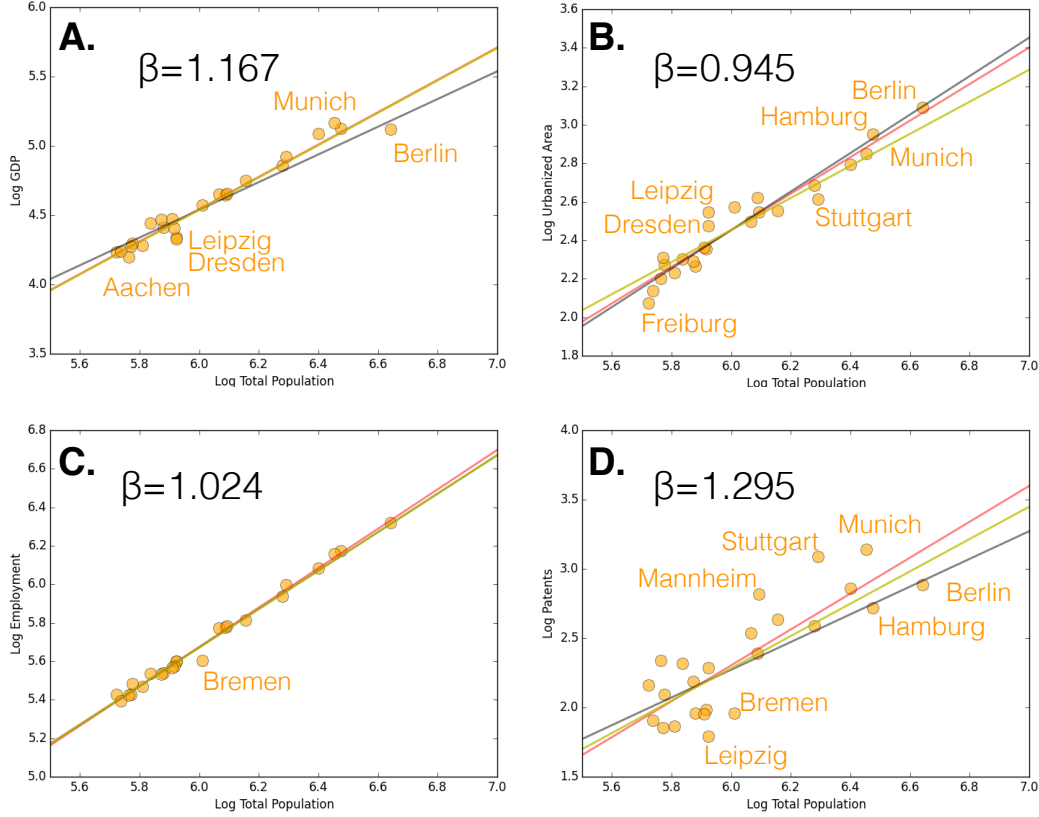 A.
β=1.167
Munich
Berlin
Leipzig
Dresden
Aachen
Log GDP
6.0
5.5
5.0
4.5
4.0
3.5
5.6 5.8 6.0 6.2 6.4 6.6 6.8 7.0
Log Total Population
B.
β=0.945
Berlin
Hamburg
Munich
Leipzig
Dresden
Stuttgart
Freiburg
Log Urbanized Area
3.6
3.4
3.2
3.0
2.8
2.6
2.4
2.2
2.0
1.8
5.6 5.8 6.0 6.2 6.4 6.6 6.8 7.0
Log Total Population
C.
β=1.024
Bremen
Log Employment
6.8
6.6
6.4
6.2
6.0
5.8
5.6
5.4
5.2
5.0
5.6 5.8 6.0 6.2 6.4 6.6 6.8 7.0
Log Total Population
D.
β=1.295
Munich
Stuttgart
Mannheim
Berlin
Hamburg
Bremen
Leipzig
Log Patents
4.0
3.5
3.0
2.5
2.0
1.5
5.6 5.8 6.0 6.2 6.4 6.6 6.8 7.0
Log Total Population